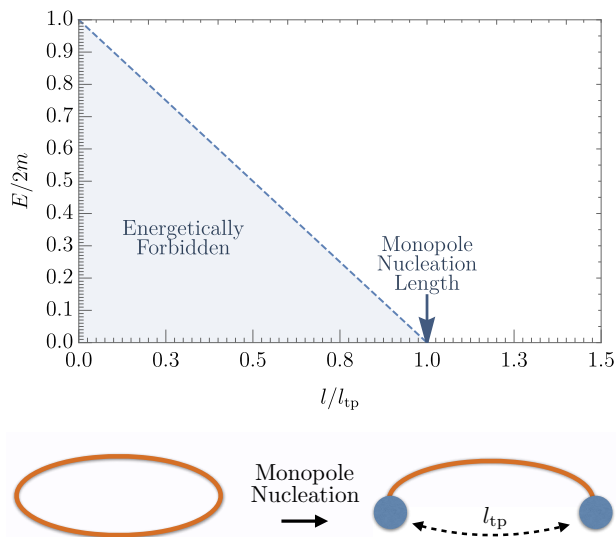 1.0
0.9
0.8
0.7
0.6
0.5
0.4
0.3
0.2
0.1
0.0
E/2m
Energetically
Forbidden
Monopole
Nucleation
Length
0.0 0.3 0.5 0.8 1.0 1.3 1.5
l/l_tp
Monopole
Nucleation
l_tp